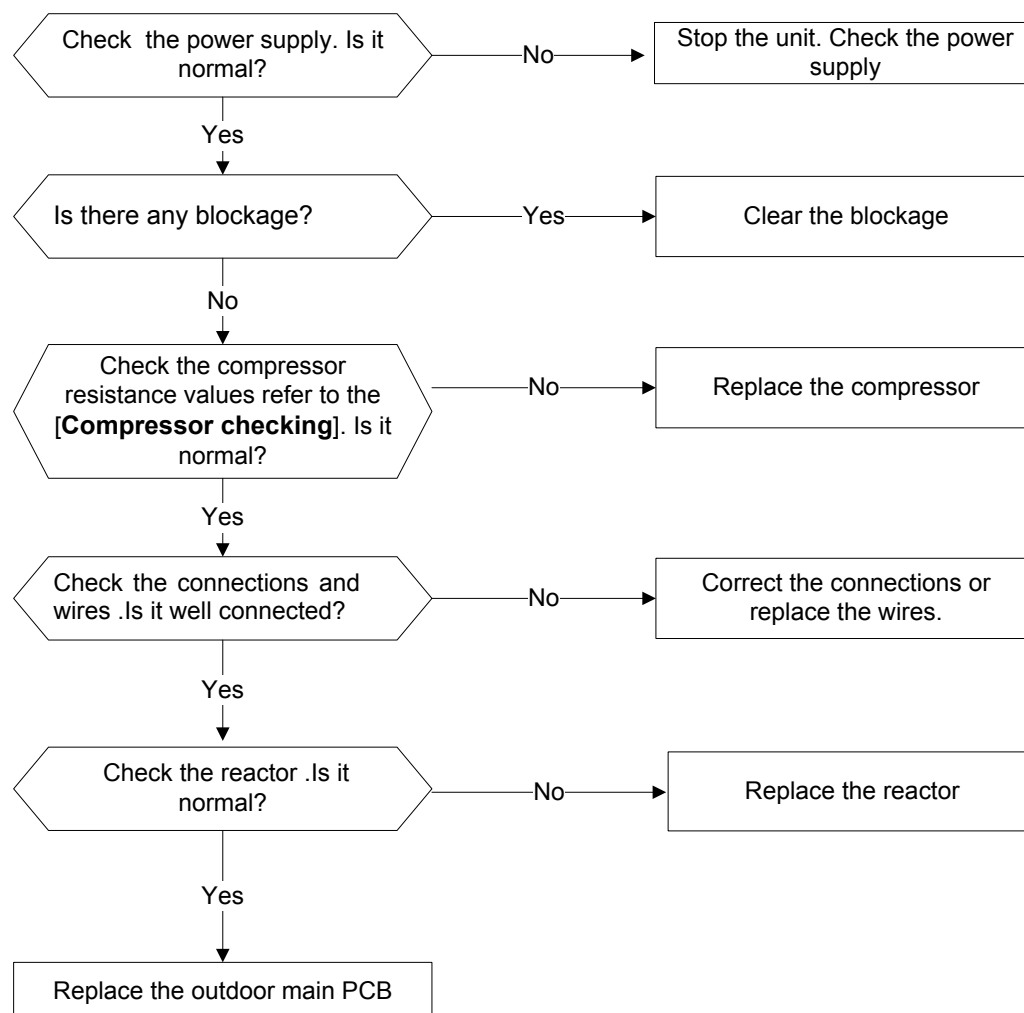 Check the power supply. Is it
normal?
No
Stop the unit. Check the power
supply
Yes
Is there any blockage?
Yes
Clear the blockage
No
Check the compressor
resistance values refer to the
[Compressor checking]. Is it
normal?
No
Replace the compressor
Yes
Check the connections and
wires .Is it well connected?
No
Correct the connections or
replace the wires.
Yes
Check the reactor .Is it
normal?
No
Replace the reactor
Yes
Replace the outdoor main PCB